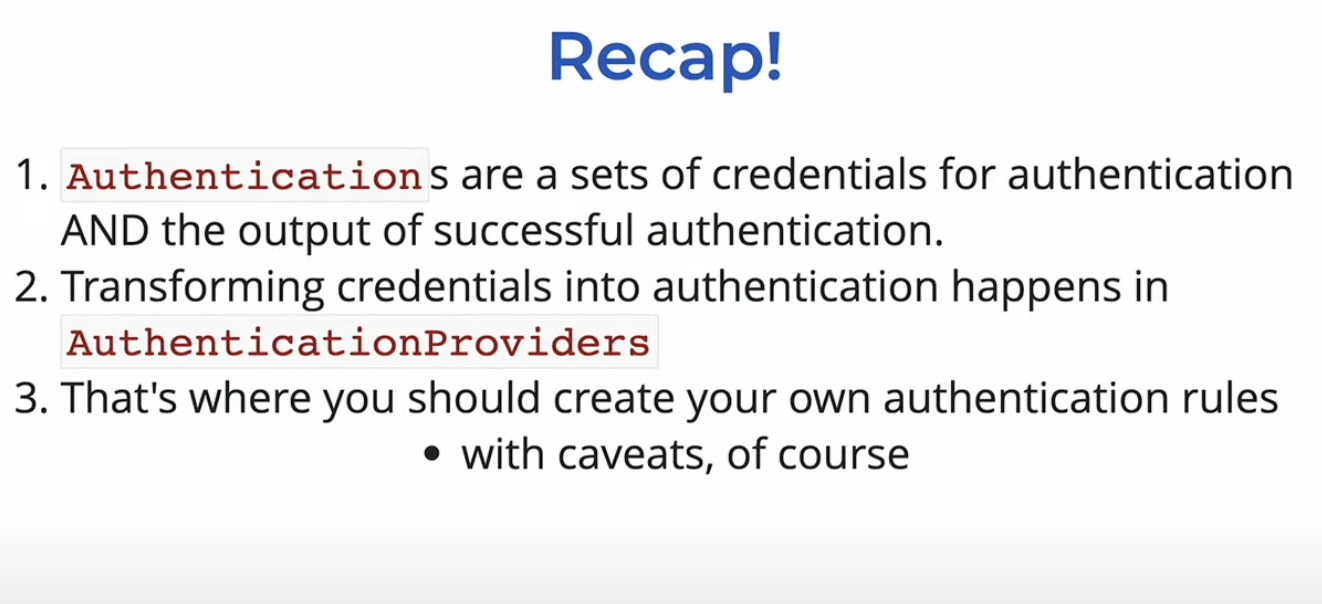 Recap!
1. Authentications are a sets of credentials for authentication
AND the output of successful authentication.
2. Transforming credentials into authentication happens in
AuthenticationProviders
3. That's where you should create your own authentication rules
• with caveats, of course